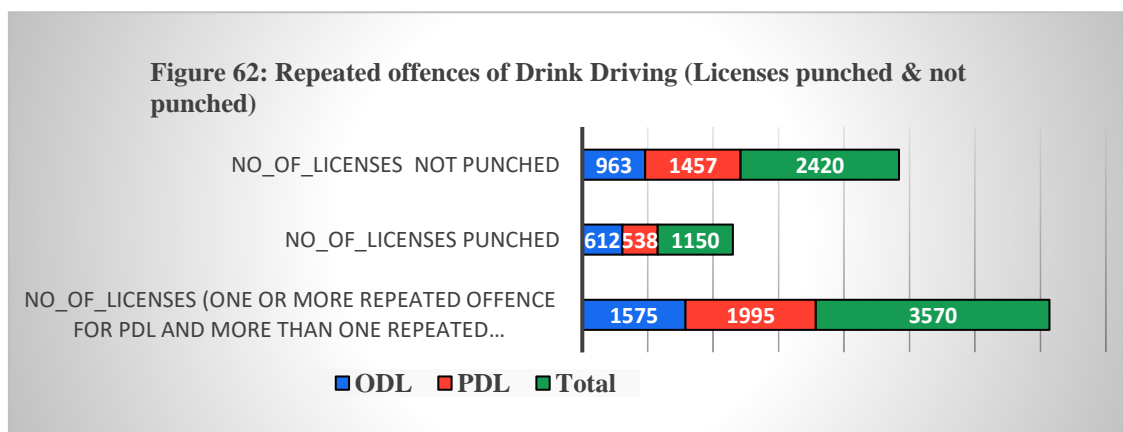 Figure 62: Repeated offences of Drink Driving (Licenses punched & not
punched)
NO_OF_LICENSES NOT PUNCHED
963 1457 2420
NO_OF_LICENSES PUNCHED
612 538 1150
NO_OF_LICENSES (ONE OR MORE REPEATED OFFENCE
FOR PDL AND MORE THAN ONE REPEATED...
1575 1995 3570
ODL PDL Total